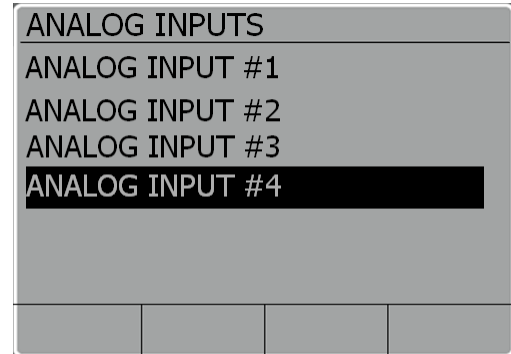 ANALOG INPUTS
ANALOG INPUT #1
ANALOG INPUT #2
ANALOG INPUT #3
ANALOG INPUT #4